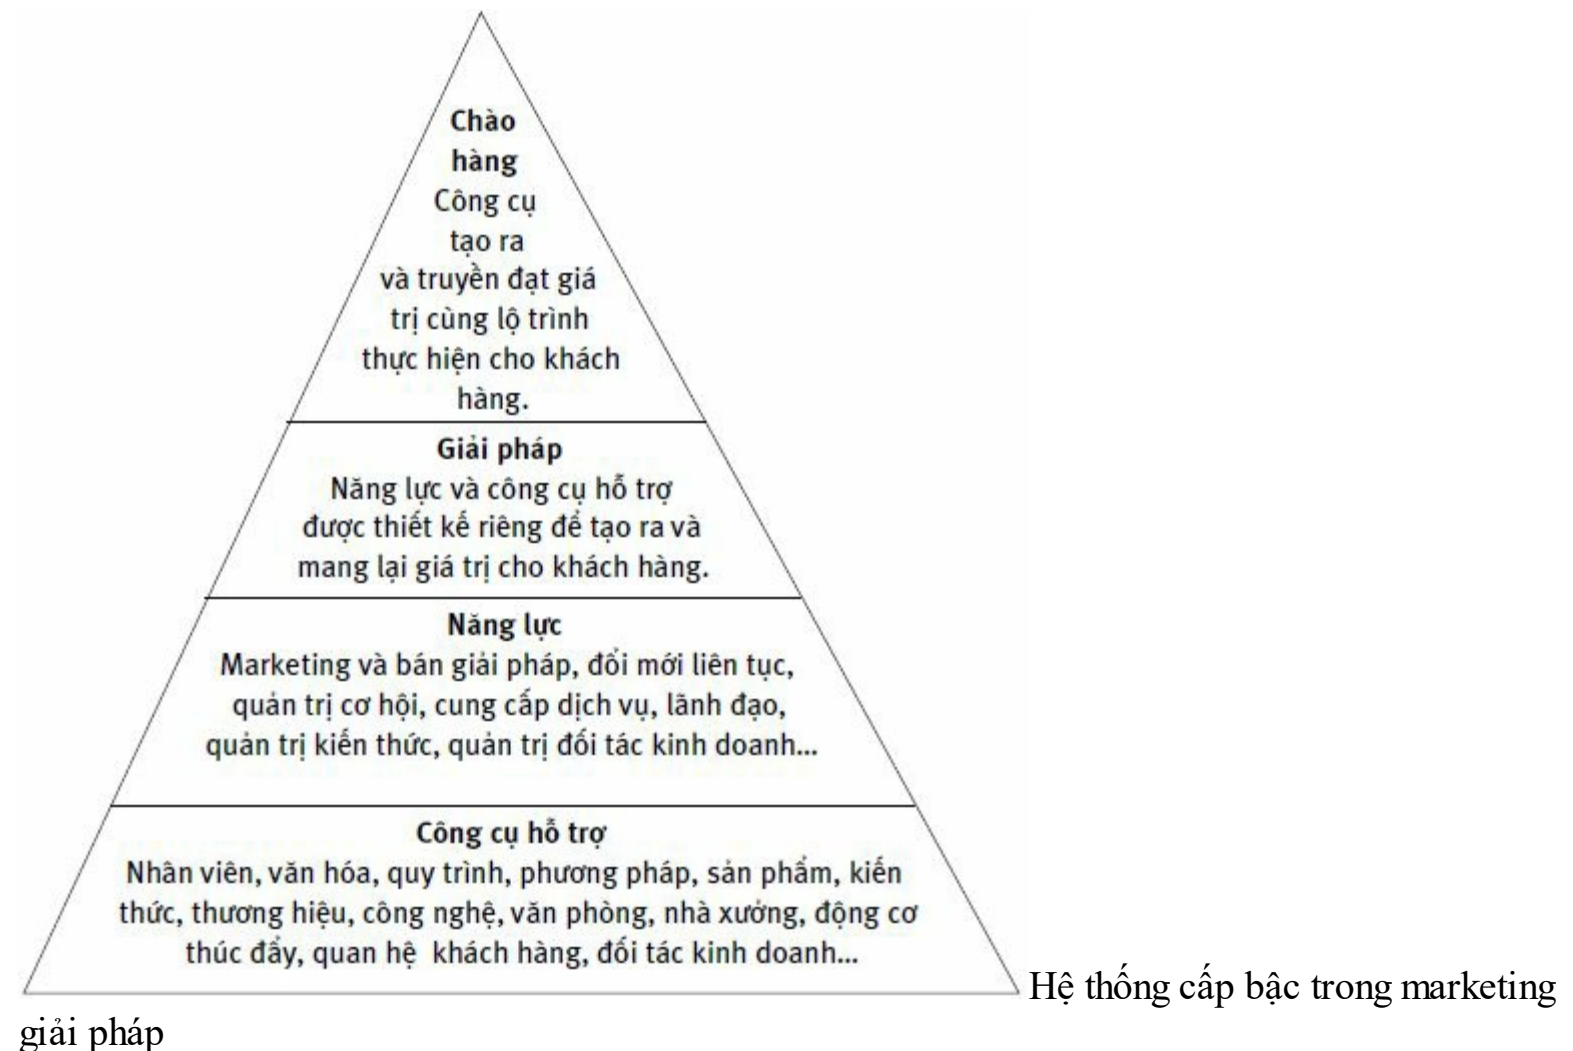 Chào
hàng
Công cụ
tạo ra
và truyền đạt giá
trị cùng lộ trình
thực hiện cho khách
hàng.
Giải pháp
Năng lực và công cụ hỗ trợ
được thiết kế riêng để tạo ra và
mang lại giá trị cho khách hàng.
Năng lực
Marketing và bán giải pháp, đổi mới liên tục,
quản trị cơ hội, cung cấp dịch vụ, lãnh đạo,
quản trị kiến thức, quản trị đối tác kinh doanh...
Công cụ hỗ trợ
Nhân viên, văn hóa, quy trình, phương pháp, sản phẩm, kiến
thức, thương hiệu, công nghệ, văn phòng, nhà xưởng, động cơ
thúc đẩy, quan hệ khách hàng, đối tác kinh doanh...
Hệ thống cấp bậc trong marketing
giải pháp